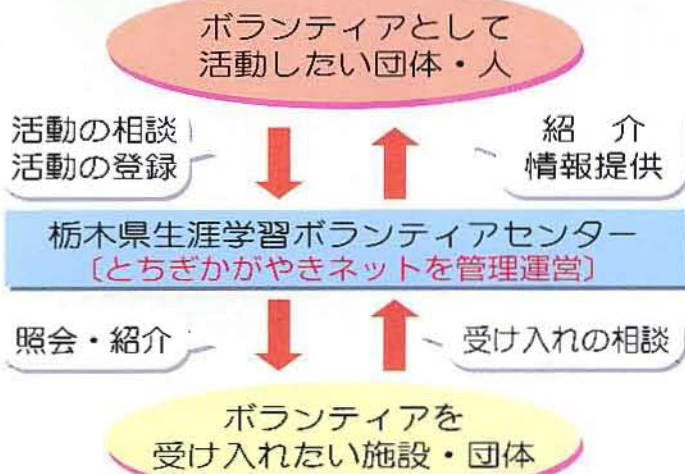 ボランティアとして
活動したい団体・人
活動の相談
活動の登録
紹　介
情報提供
栃木県生涯学習ボランティアセンター
〔とちぎかがやきネットを管理運営〕
照会・紹介
受け入れの相談
ボランティアを
受け入れたい施設・団体